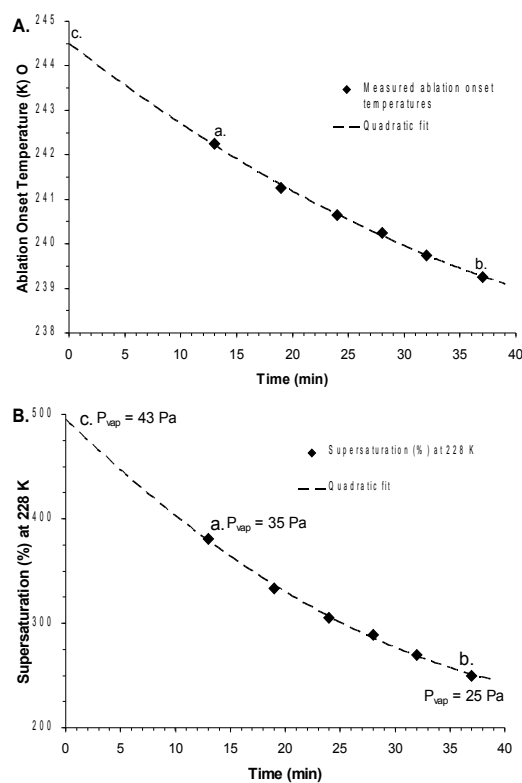 A.
245
244
243
242
241
240
239
238
Ablation Onset Temperature (K) O
c.
a.
b.
Measured ablation onset
temperatures
Quadratic fit
0 5 10 15 20 25 30 35 40
Time (min)
B.
500
400
300
200
Supersaturation (%) at 228 K
c. Pvap = 43 Pa
a. Pvap = 35 Pa
b.
Pvap = 25 Pa
Supersaturation (%) at 228 K
Quadratic fit
0 5 10 15 20 25 30 35 40
Time (min)